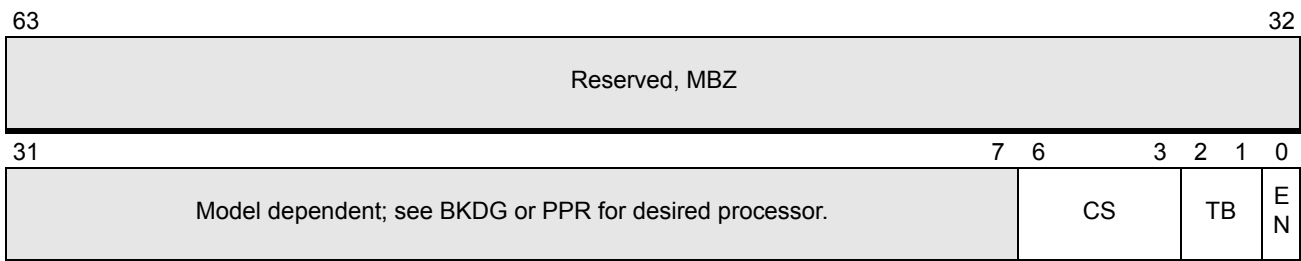 63 32
Reserved, MBZ
31 7 6 3 2 1 0
Model dependent; see BKDG or PPR for desired processor. CS TB E
N